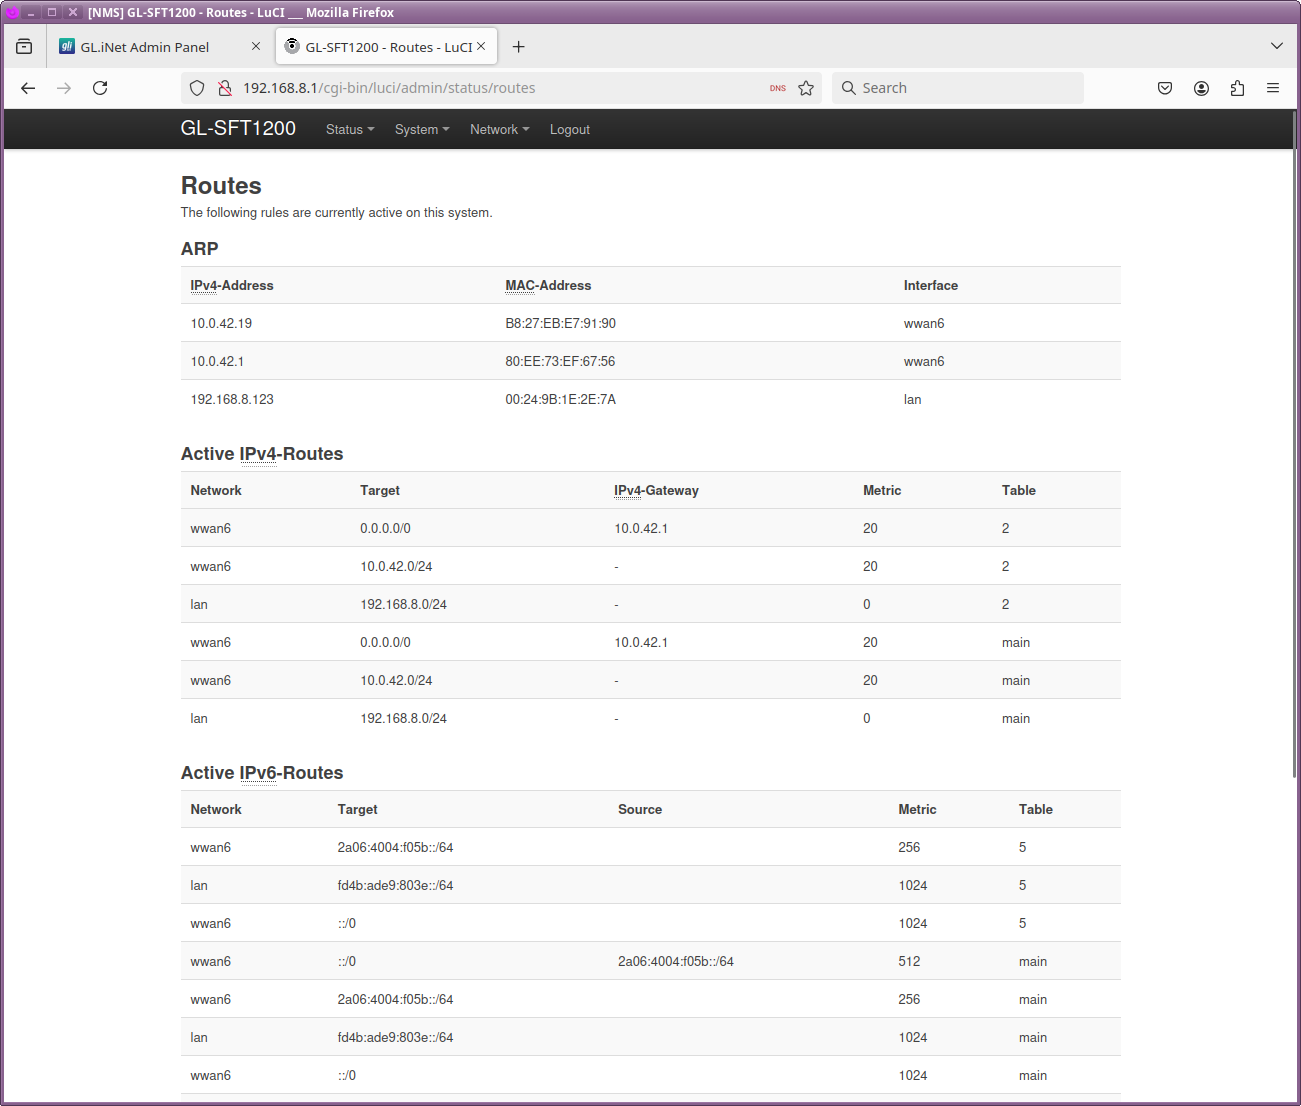 [NMS] GL-SFT1200 - Routes - LuCI ___ Mozilla Firefox
gli GL.iNet Admin Panel GL-SFT1200 - Routes - LuCI
192.168.8.1/cgi-bin/luci/admin/status/routes DNS Search
GL-SFT1200 Status System Network Logout
Routes
The following rules are currently active on this system.
ARP
IPv4-Address MAC-Address Interface
10.0.42.19 B8:27:EB:E7:91:90 wwan6
10.0.42.1 80:EE:73:EF:67:56 wwan6
192.168.8.123 00:24:9B:1E:2E:7A lan
Active IPv4-Routes
Network Target IPv4-Gateway Metric Table
wwan6 0.0.0.0/0 10.0.42.1 20 2
wwan6 10.0.42.0/24 - 20 2
lan 192.168.8.0/24 - 0 2
wwan6 0.0.0.0/0 10.0.42.1 20 main
wwan6 10.0.42.0/24 - 20 main
lan 192.168.8.0/24 - 0 main
Active IPv6-Routes
Network Target Source Metric Table
wwan6 2a06:4004:f05b::/64 256 5
lan fd4b:ade9:803e::/64 1024 5
wwan6 ::/0 1024 5
wwan6 ::/0 2a06:4004:f05b::/64 512 main
wwan6 2a06:4004:f05b::/64 256 main
lan fd4b:ade9:803e::/64 1024 main
wwan6 ::/0 1024 main